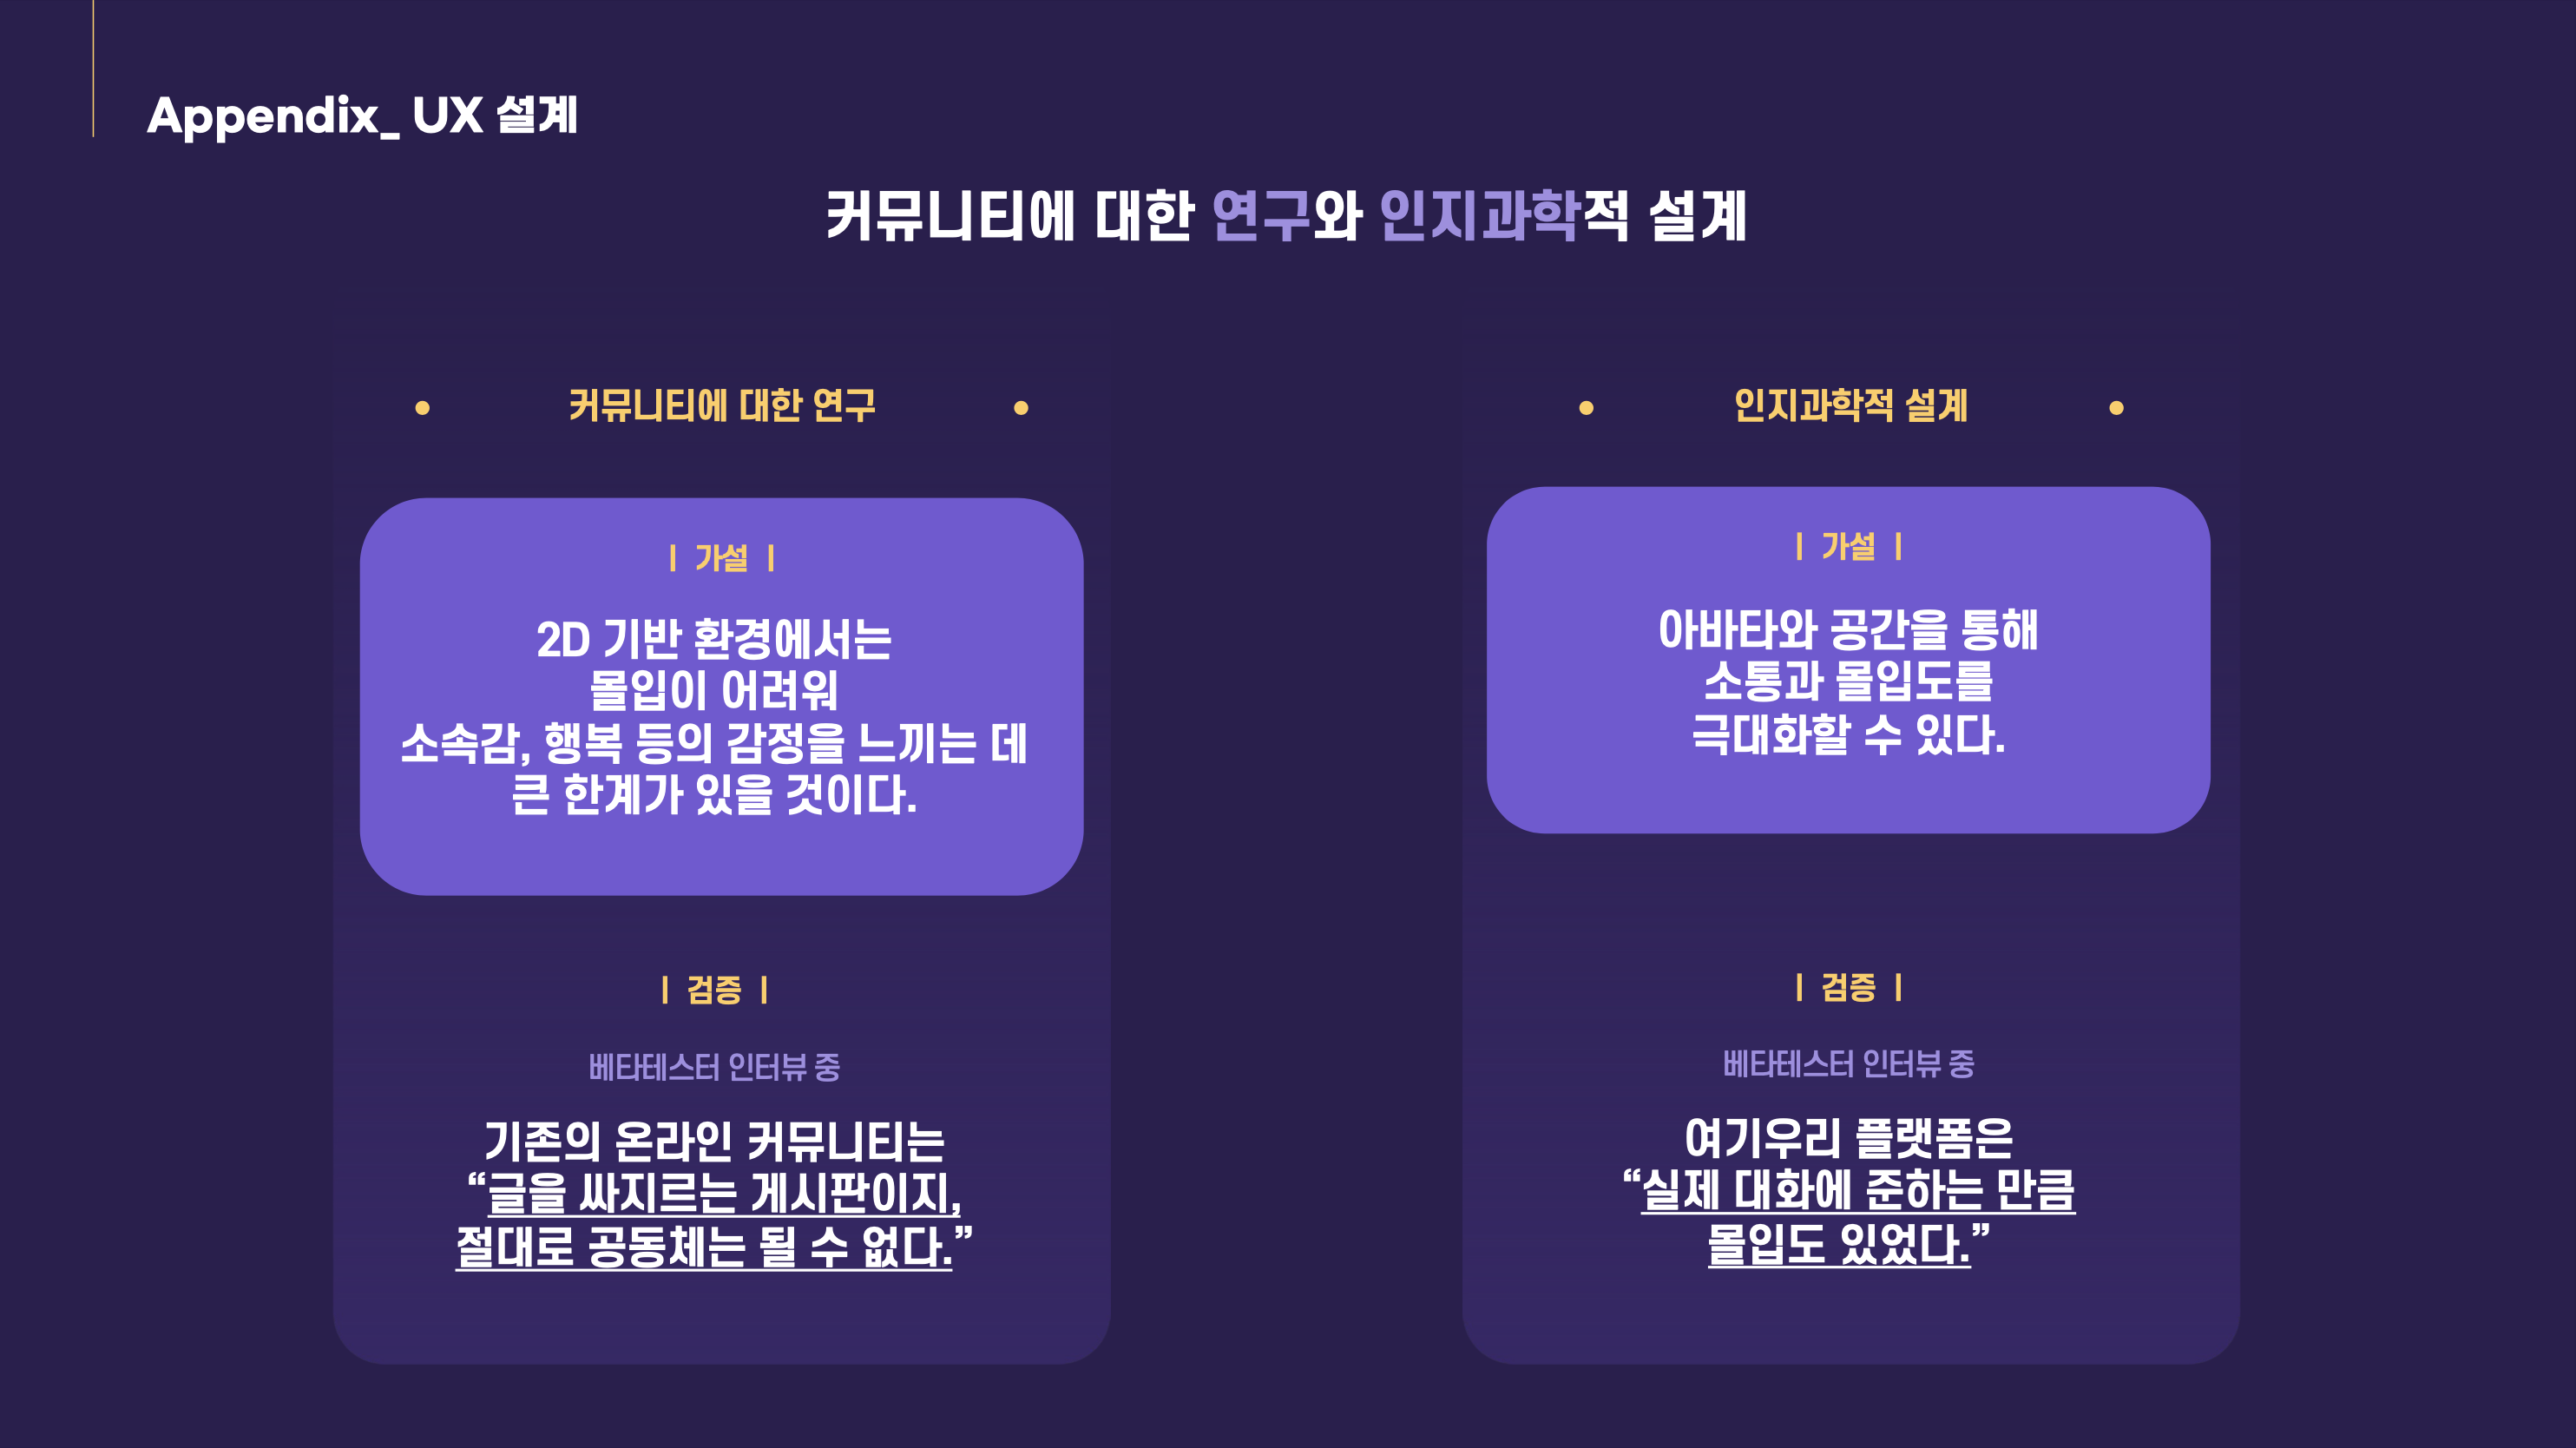 Appendix_ UX 설계
커뮤니티에 대한 연구와 인지과학적 설계
커뮤니티에 대한 연구
| 가설 |
2D 기반 환경에서는
몰입이 어려워
소속감, 행복 등의 감정을 느끼는 데
큰 한계가 있을 것이다.
| 검증 |
베타테스터 인터뷰 중
기존의 온라인 커뮤니티는
“글을 싸지르는 게시판이지,
절대로 공동체는 될 수 없다.”
인지과학적 설계
| 가설 |
아바타와 공간을 통해
소통과 몰입도를
극대화할 수 있다.
| 검증 |
베타테스터 인터뷰 중
여기우리 플랫폼은
“실제 대화에 준하는 만큼
몰입도 있었다.”